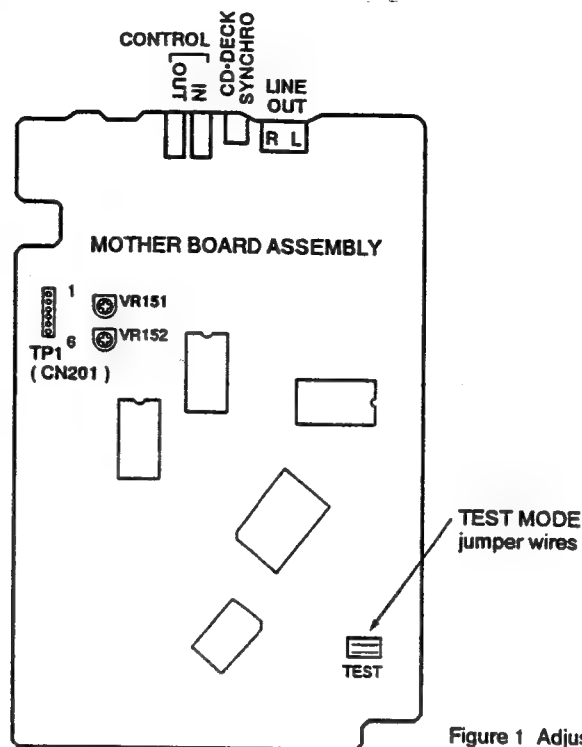 CONTROL
OUT
IN
CD-DECK
SYNCHRO
LINE
OUT
R L
MOTHER BOARD ASSEMBLY
1
VR151
6
VR152
TP1
( CN201 )
TEST MODE
jumper wires
TEST
Figure 1 Adjus